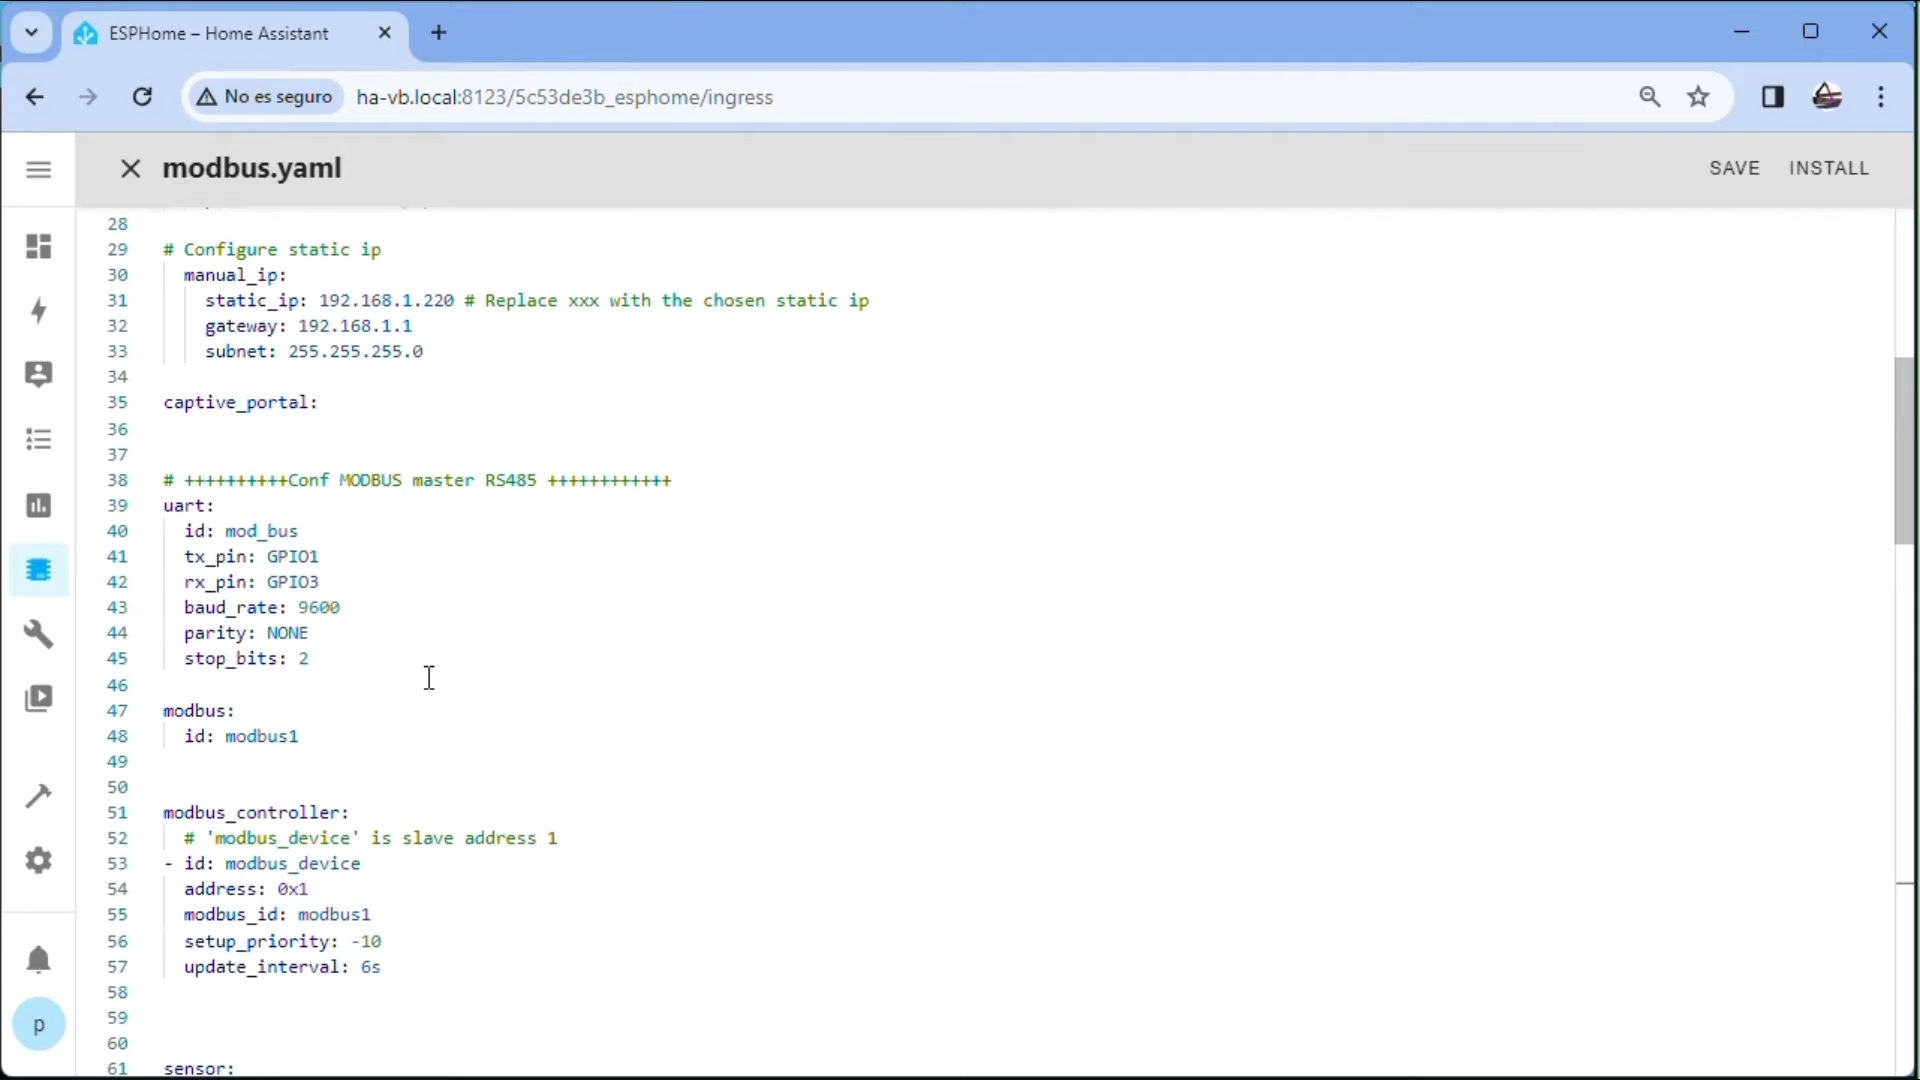 ESPHome – Home Assistant
No es seguro
ha-vb.local:8123/5c53de3b_esphome/ingress
modbus.yaml
SAVE
INSTALL
28
29 # Configure static ip
30 manual_ip:
31 static_ip: 192.168.1.220 # Replace xxx with the chosen static ip
32 gateway: 192.168.1.1
33 subnet: 255.255.255.0
34
35 captive_portal:
36
37
38 # ++++++++++Conf MODBUS master RS485 ++++++++++++
39 uart:
40 id: mod_bus
41 tx_pin: GPIO1
42 rx_pin: GPIO3
43 baud_rate: 9600
44 parity: NONE
45 stop_bits: 2
46
47 modbus:
48 id: modbus1
49
50
51 modbus_controller:
52 # 'modbus_device' is slave address 1
53 - id: modbus_device
54 address: 0x1
55 modbus_id: modbus1
56 setup_priority: -10
57 update_interval: 6s
58
59
60
61 sensor:
p